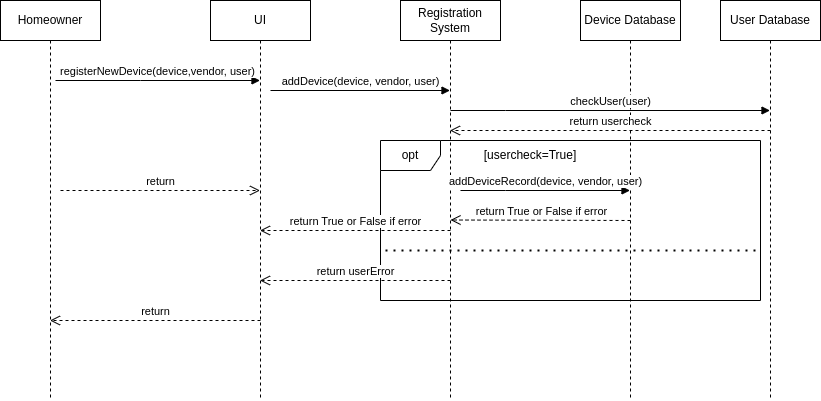 Homeowner
UI
Registration
System
Device Database
User Database
registerNewDevice(device,vendor, user)
addDevice(device, vendor, user)
checkUser(user)
return usercheck
opt
[usercheck=True]
return
addDeviceRecord(device, vendor, user)
return True or False if error
return True or False if error
return userError
return